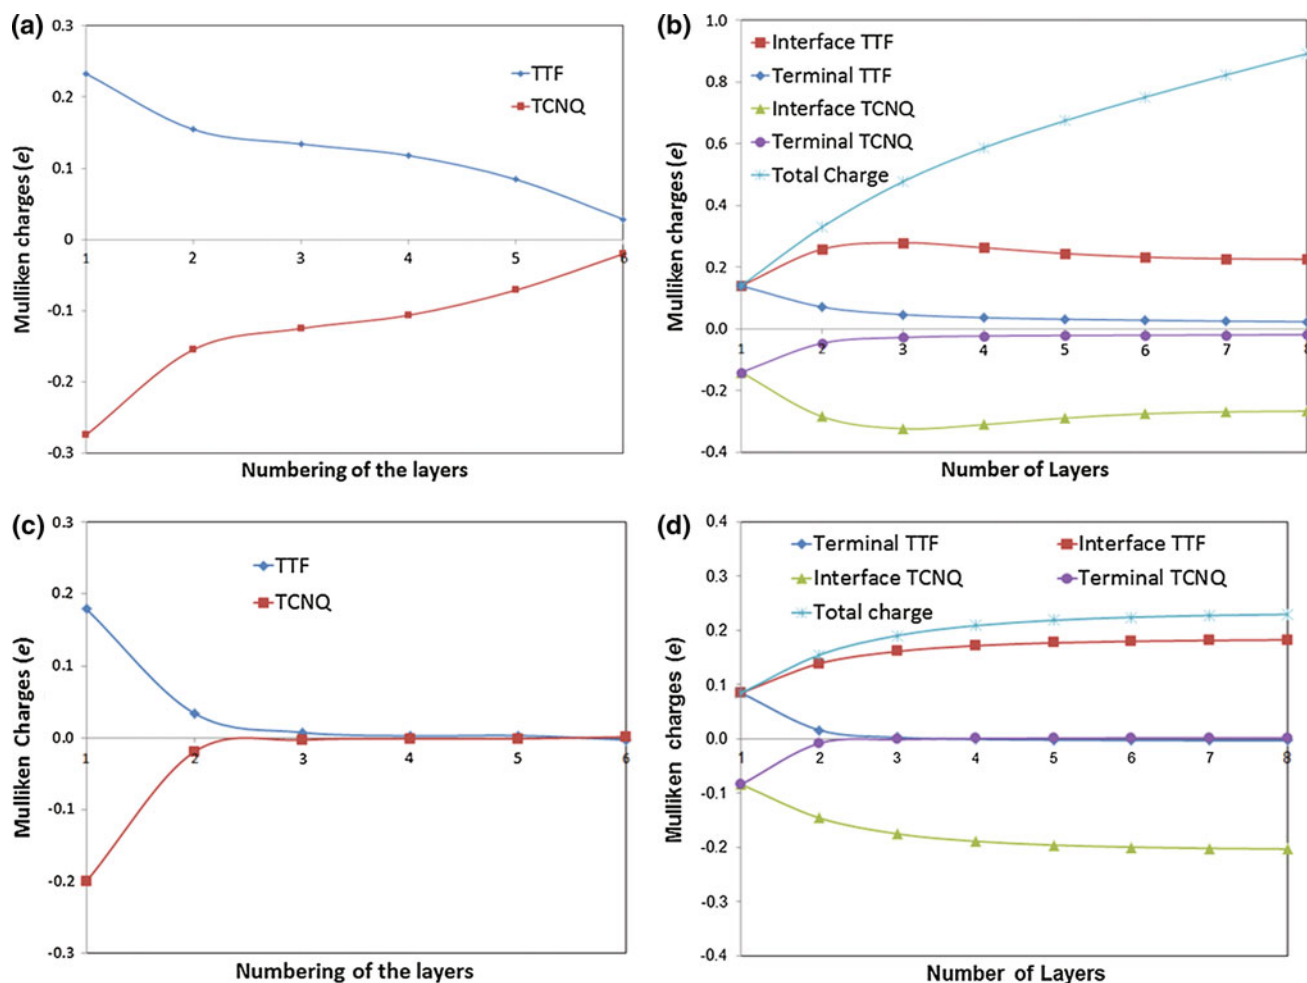 (a)
0.3
0.2
0.1
0
-0.1
-0.2
-0.3
Mulliken charges (e)
TTF
TCNQ
1 2 3 4 5 6
Numbering of the layers
(b)
1.0
0.8
0.6
0.4
0.2
0.0
-0.2
-0.4
Mulliken charges (e)
Interface TTF
Terminal TTF
Interface TCNQ
Terminal TCNQ
Total Charge
1 2 3 4 5 6 7 8
Number of Layers
(c)
0.3
0.2
0.1
0.0
-0.1
-0.2
-0.3
Mulliken Charges (e)
TTF
TCNQ
1 2 3 4 5 6
Numbering of the layers
(d)
0.4
0.3
0.2
0.1
0.0
-0.1
-0.2
-0.3
-0.4
Mulliken charges (e)
Terminal TTF Interface TTF
Interface TCNQ Terminal TCNQ
Total charge
1 2 3 4 5 6 7 8
Number of Layers